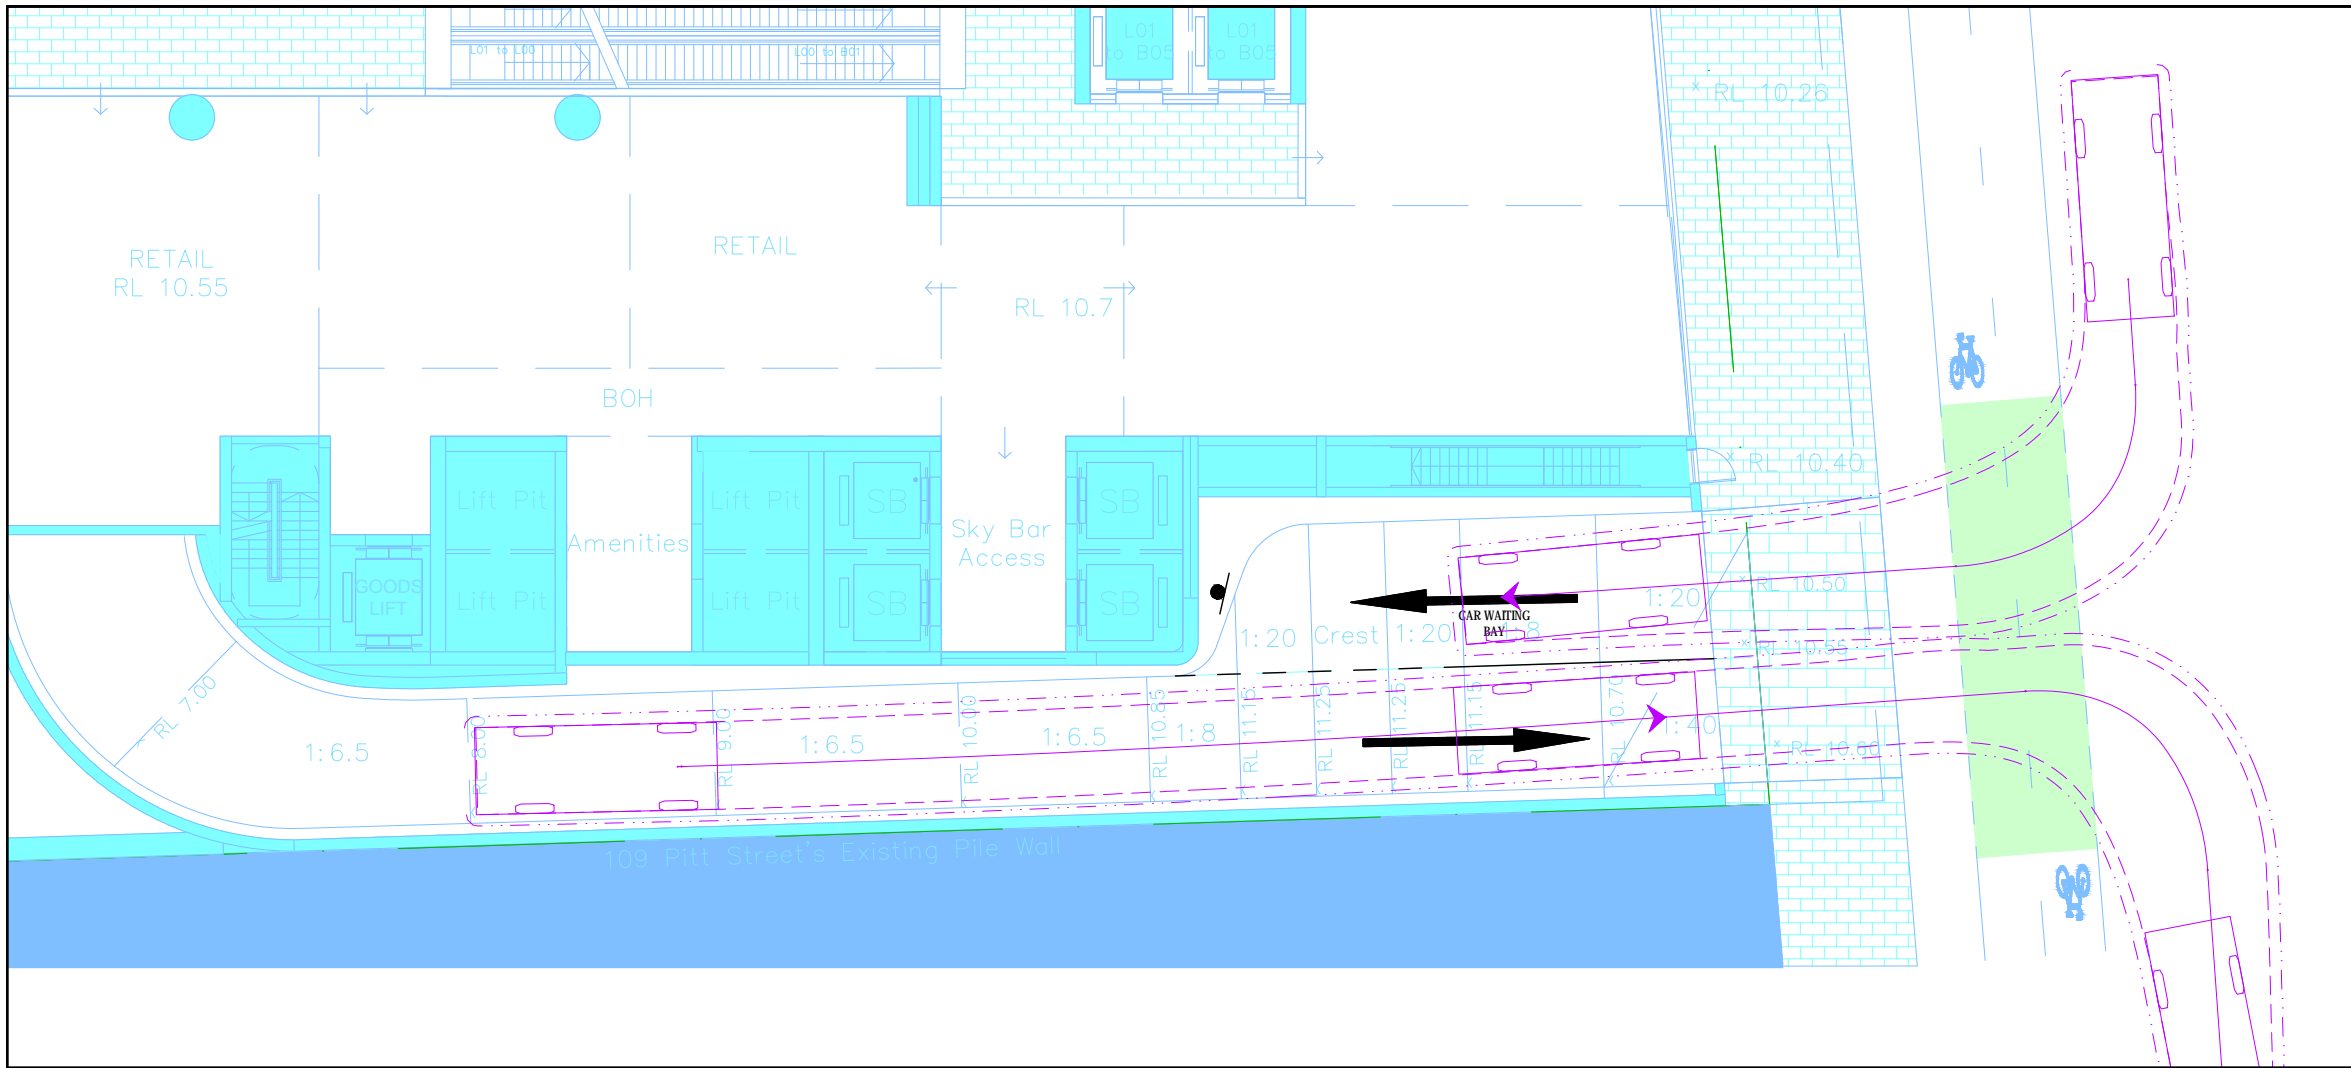 L01 to L00
L00 to B01
L01
to B05
L01
to B05
RL 10.26
RETAIL
RL 10.55
RETAIL
RL 10.7
BOH
RL 10.40
Lift Pit
Lift Pit
SB
SB
Sky Bar
Access
Amenities
GOODS
LIFT
Lift Pit
Lift Pit
SB
SB
RL 10.50
1:20
CAR WAITING
BAY
1:20
Crest
1:20
1:8
RL 10.55
RL 7.00
1:6.5
RL 8.00
RL 9.00
1:6.5
RL 10.00
1:6.5
RL 10.85
1:8
RL 11.15
RL 11.25
RL 11.25
RL 11.15
RL 10.70
1:40
RL 10.60
109 Pitt Street's Existing Pile Wall